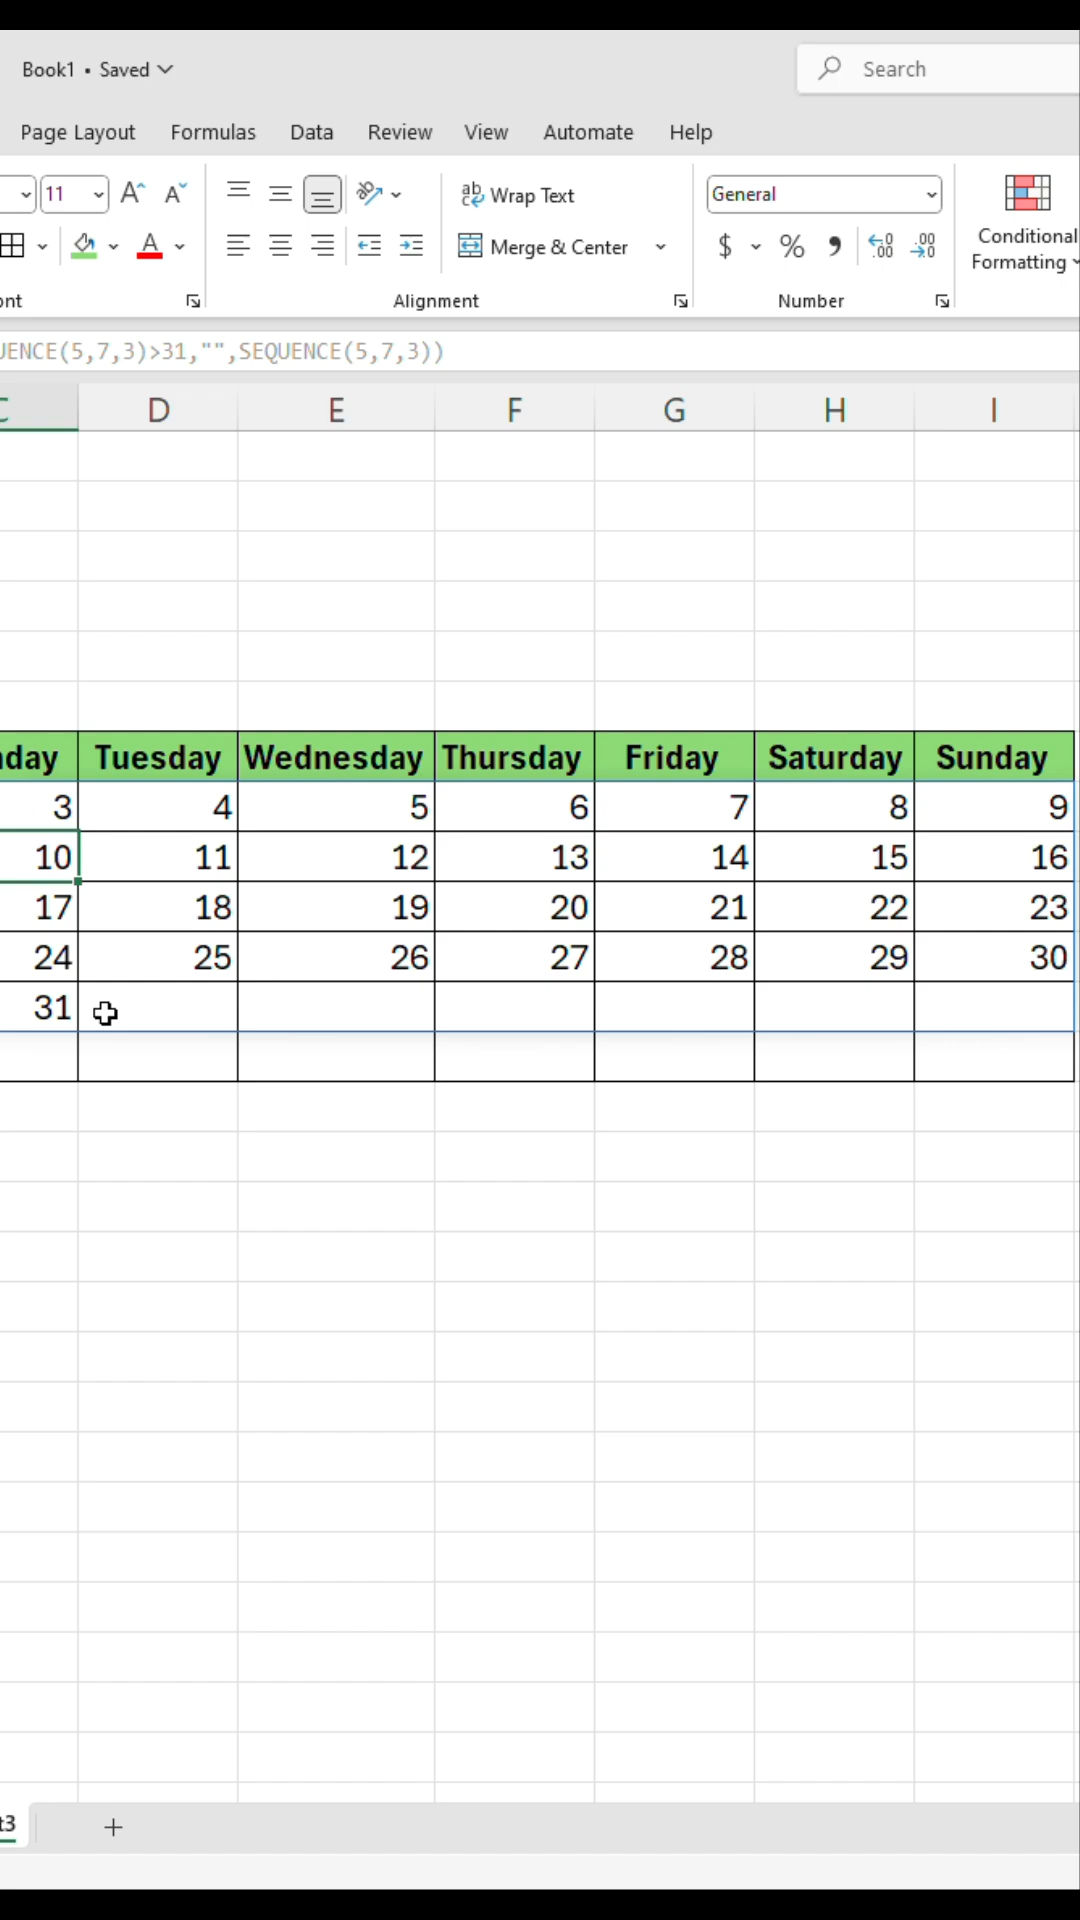 Book1 • Saved
Search
Page Layout Formulas Data Review View Automate Help
11 Wrap Text General Conditional
Merge & Center $ % Formatting
Alignment Number
UENCE(5,7,3)>31,"",SEQUENCE(5,7,3))
C D E F G H I
day Tuesday Wednesday Thursday Friday Saturday Sunday
3 4 5 6 7 8 9
10 11 12 13 14 15 16
17 18 19 20 21 22 23
24 25 26 27 28 29 30
31
t3 +